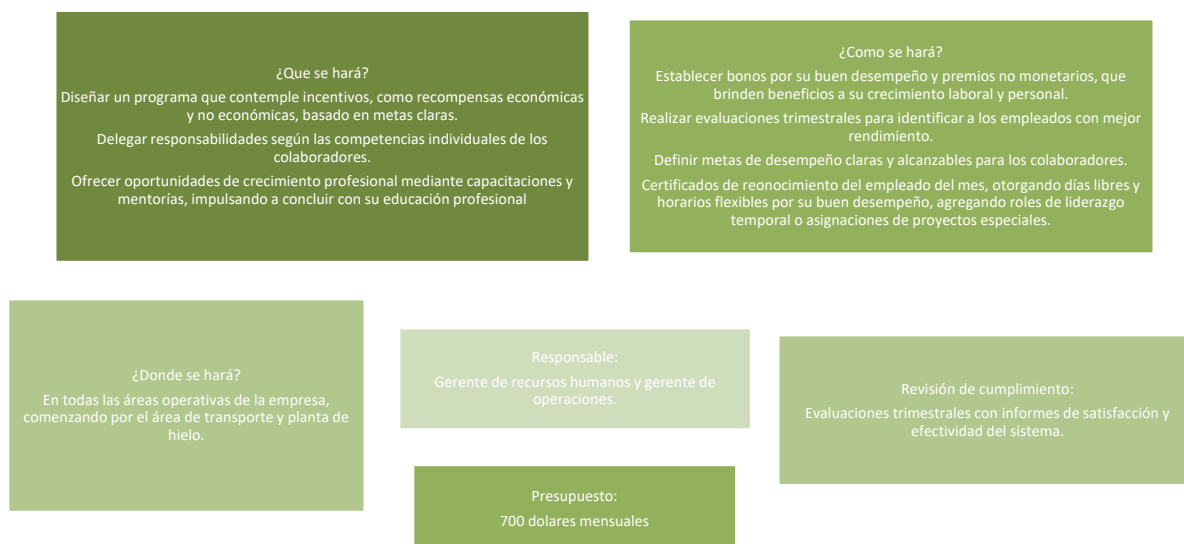 ¿Que se hará?
Diseñar un programa que contemple incentivos, como recompensas económicas
y no económicas, basado en metas claras.
Delegar responsabilidades según las competencias individuales de los
colaboradores.
Ofrecer oportunidades de crecimiento profesional mediante capacitaciones y
mentorías, impulsando a concluir con su educación profesional
¿Como se hará?
Establecer bonos por su buen desempeño y premios no monetarios, que
brinden beneficios a su crecimiento laboral y personal.
Realizar evaluaciones trimestrales para identificar a los empleados con mejor
rendimiento.
Definir metas de desempeño claras y alcanzables para los colaboradores.
Certificados de reonocimiento del empleado del mes, otorgando días libres y
horarios flexibles por su buen desempeño, agregando roles de liderazgo
temporal o asignaciones de proyectos especiales.
¿Donde se hará?
En todas las áreas operativas de la empresa,
comenzando por el área de transporte y planta de
hielo.
Responsable:
Gerente de recursos humanos y gerente de
operaciones.
Revisión de cumplimiento:
Evaluaciones trimestrales con informes de satisfacción y
efectividad del sistema.
Presupuesto:
700 dolares mensuales